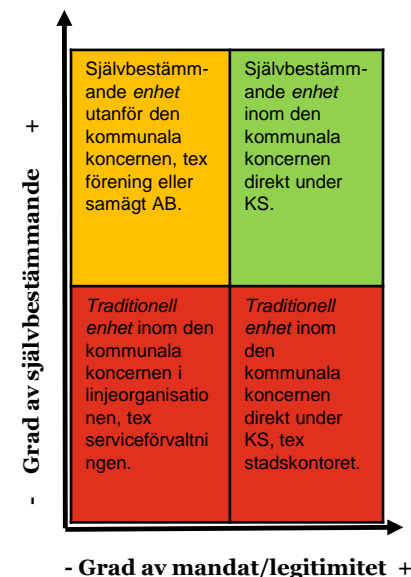 Självbestämm-
ande enhet
utanför den
kommunala
koncernen, tex
förening eller
samägt AB.
Självbestämm-
ande enhet
inom den
kommunala
koncernen
direkt under
KS.
Traditionell
enhet inom den
kommunala
koncernen i
linjeorganisatio
nen, tex
serviceförvaltni
ngen.
Traditionell
enhet inom
den
kommunala
koncernen
direkt under
KS, tex
stadskontoret.
- Grad av självbestämmande +
- Grad av mandat/legitimitet +